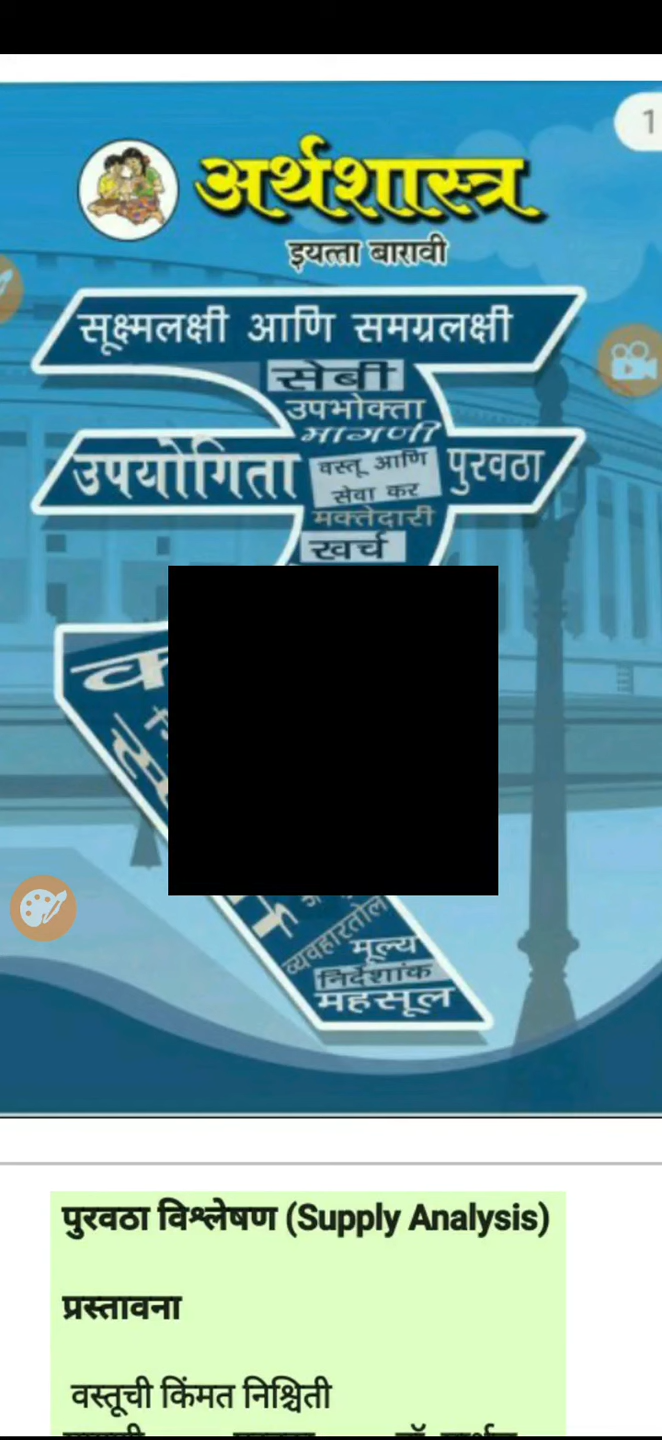 1
अर्थशास्त्र
इयत्ता बारावी
सूक्ष्मलक्षी आणि समग्रलक्षी
सेबी
उपभोक्ता
मागणी
उपयोगिता
वस्तू आणि
सेवा कर
पुरवठा
मक्तेदारी
खर्च
व्यवहारतोल
मूल्य
निर्देशांक
महसूल
पुरवठा विश्लेषण (Supply Analysis)
प्रस्तावना
वस्तूची किंमत निश्चिती